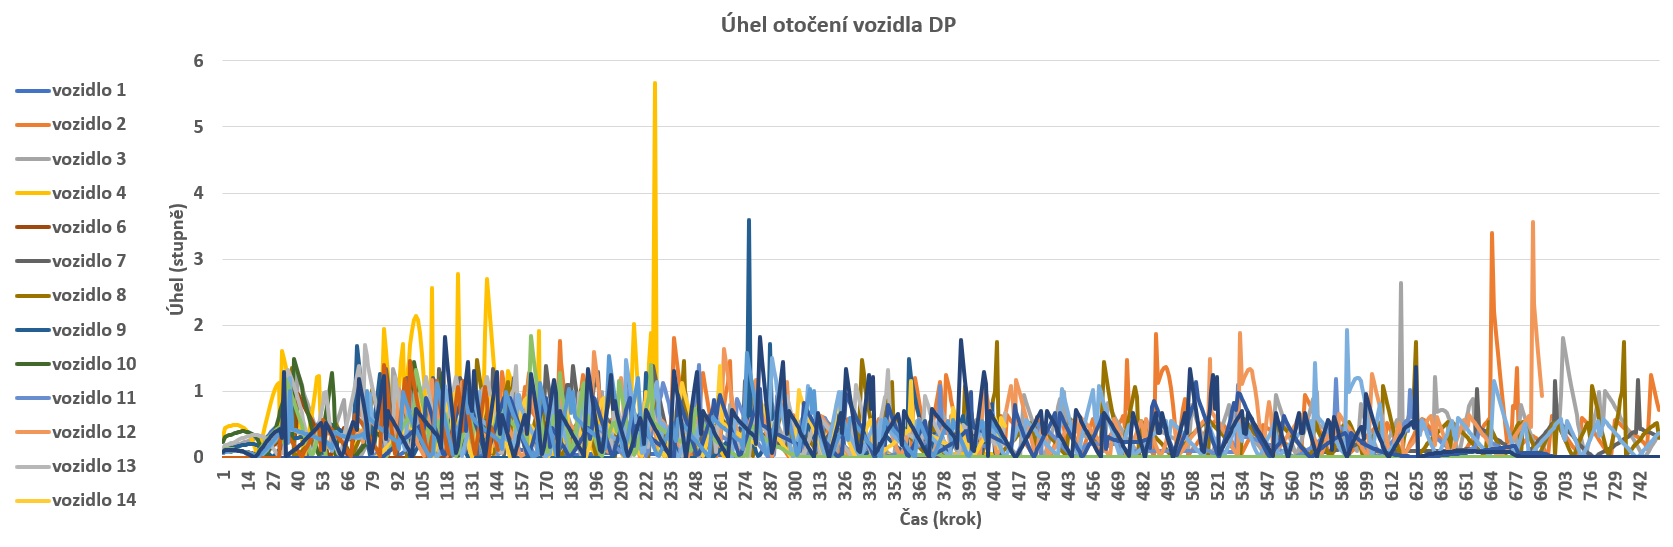 Úhel otočení vozidla DP
Úhel (stupně)
6
5
4
3
2
1
0
vozidlo 1
vozidlo 2
vozidlo 3
vozidlo 4
vozidlo 6
vozidlo 7
vozidlo 8
vozidlo 9
vozidlo 10
vozidlo 11
vozidlo 12
vozidlo 13
vozidlo 14
1 14 27 40 53 66 79 92 105 118 131 144 157 170 183 196 209 222 235 248 261 274 287 300 313 326 339 352 365 378 391 404 417 430 443 456 469 482 495 508 521 534 547 560 573 586 599 612 625 638 651 664 677 690 703 716 729 742
Čas (krok)